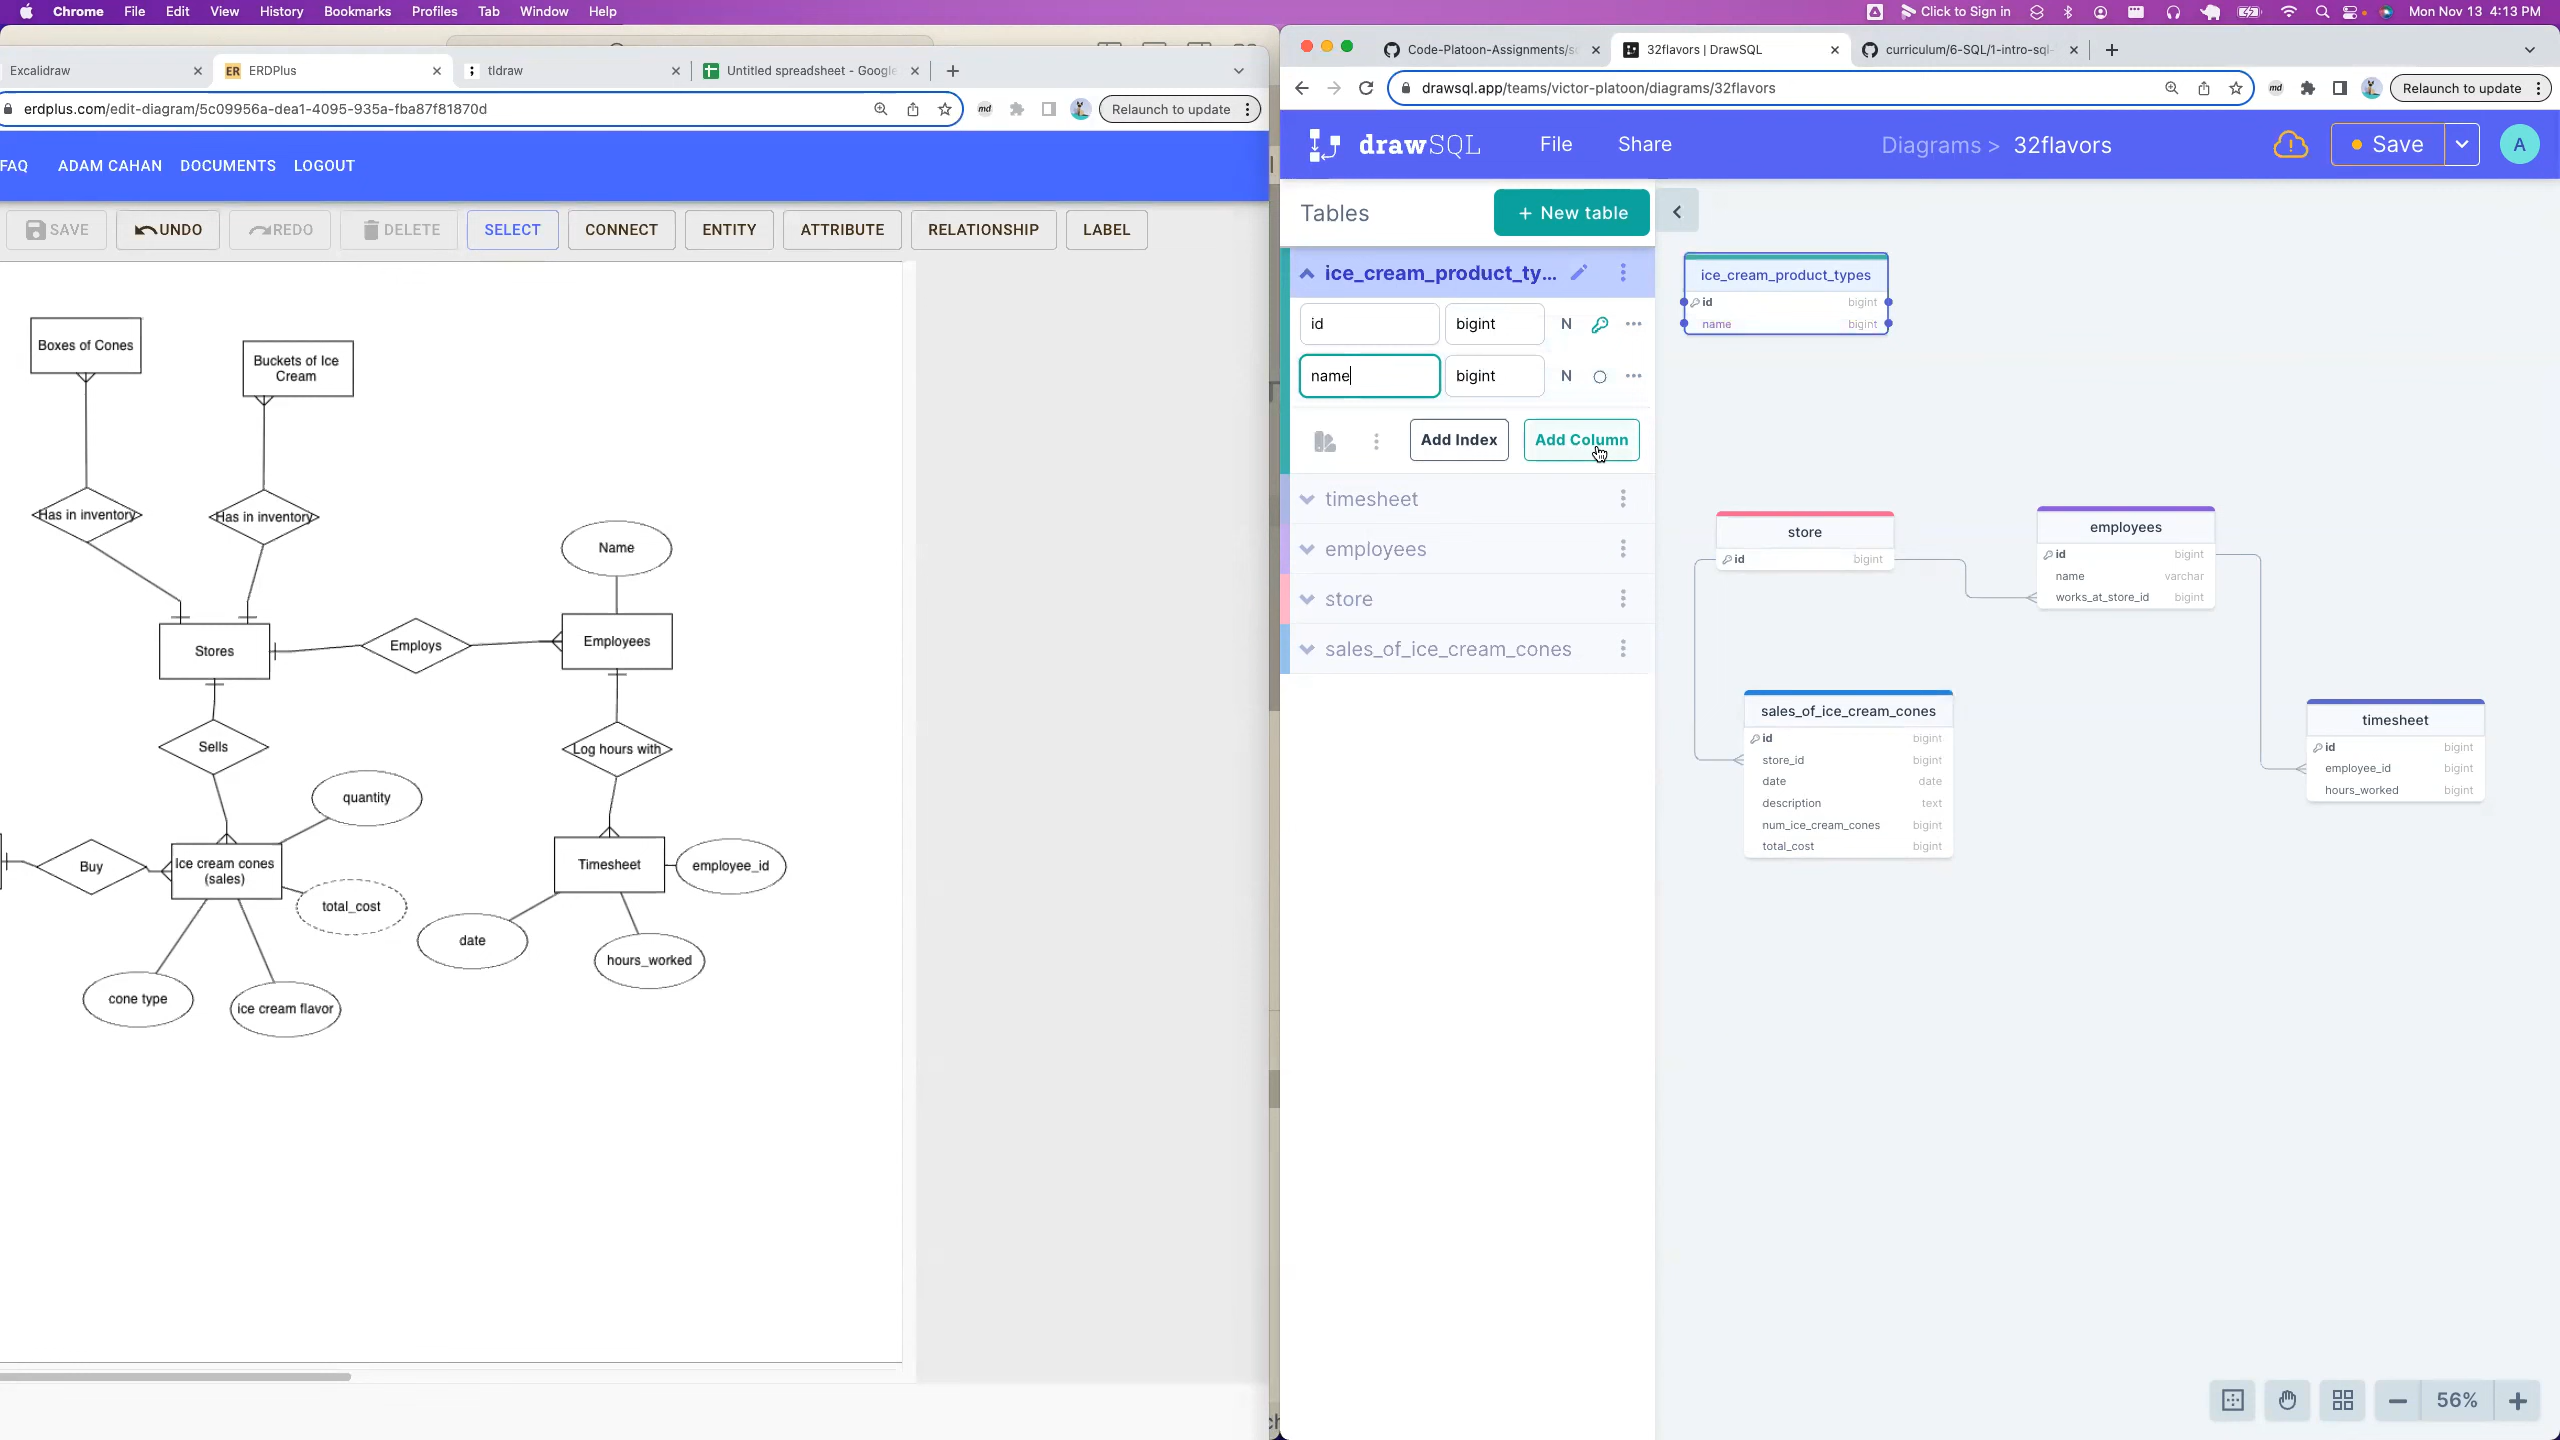 Chrome File Edit View History Bookmarks Profiles Tab Window Help
Click to Sign in Mon Nov 13 4:13 PM
Excalidraw ERDPlus tldraw Untitled spreadsheet - Google
erdplus.com/edit-diagram/5c09956a-dea1-4095-935a-fba87f81870d md Relaunch to update
FAQ ADAM CAHAN DOCUMENTS LOGOUT
SAVE UNDO REDO DELETE SELECT CONNECT ENTITY ATTRIBUTE RELATIONSHIP LABEL
Boxes of Cones
Buckets of Ice
Cream
Has in inventory
Has in inventory
Name
Stores
Employs
Employees
Sells
Log hours with
quantity
Buy
Ice cream cones
(sales)
Timesheet
employee_id
total_cost
date
hours_worked
cone type
ice cream flavor
Code-Platoon-Assignments/s 32flavors | DrawSQL curriculum/6-SQL/1-intro-sql-
drawsql.app/teams/victor-platoon/diagrams/32flavors md Relaunch to update
drawSQL File Share Diagrams > 32flavors Save A
Tables + New table
ice_cream_product_ty...
id bigint N
name bigint N
Add Index Add Column
timesheet
employees
store
sales_of_ice_cream_cones
ice_cream_product_types
id bigint
name bigint
store
id bigint
employees
id bigint
name varchar
works_at_store_id bigint
sales_of_ice_cream_cones
id bigint
store_id bigint
date date
description text
num_ice_cream_cones bigint
total_cost bigint
timesheet
id bigint
employee_id bigint
hours_worked bigint
56%